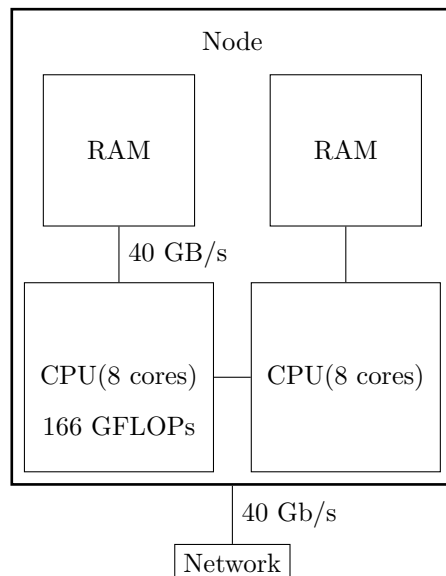 Node
RAM
RAM
40 GB/s
CPU(8 cores)
166 GFLOPs
CPU(8 cores)
40 Gb/s
Network